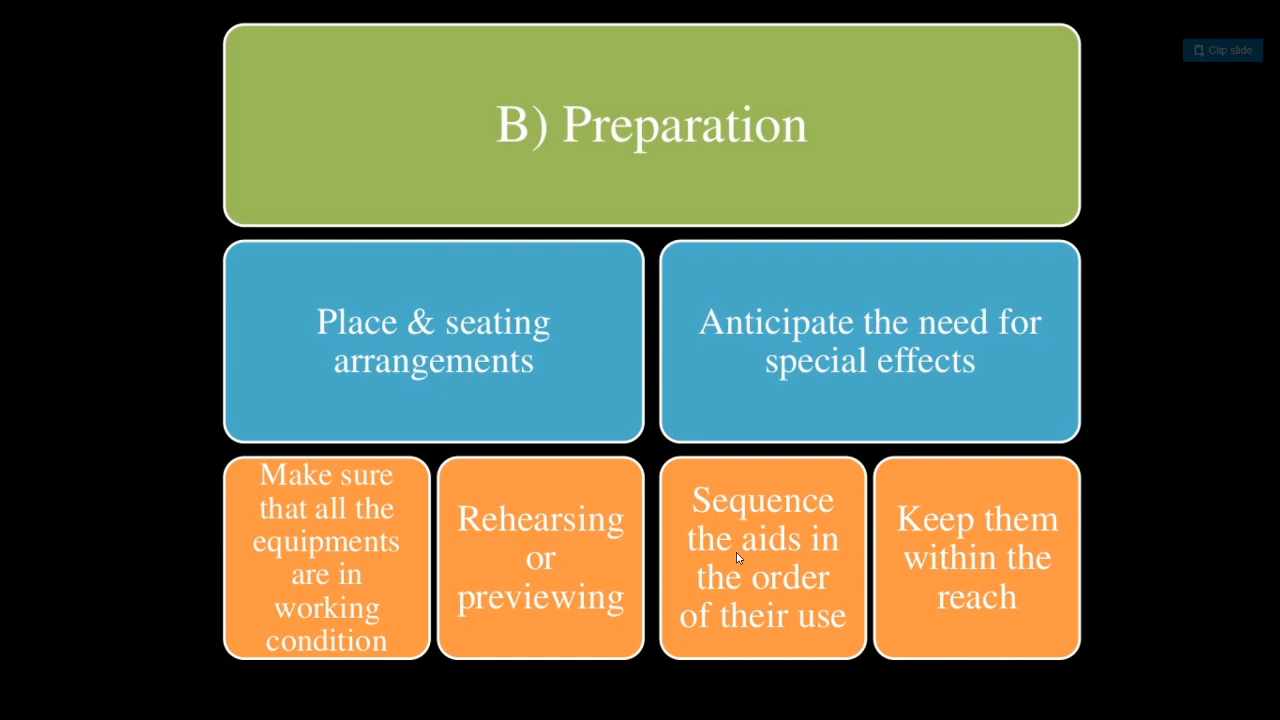 Clip slide
B) Preparation
Place & seating
arrangements
Anticipate the need for
special effects
Make sure
that all the
equipments
are in
working
condition
Rehearsing
or
previewing
Sequence
the aids in
the order
of their use
Keep them
within the
reach